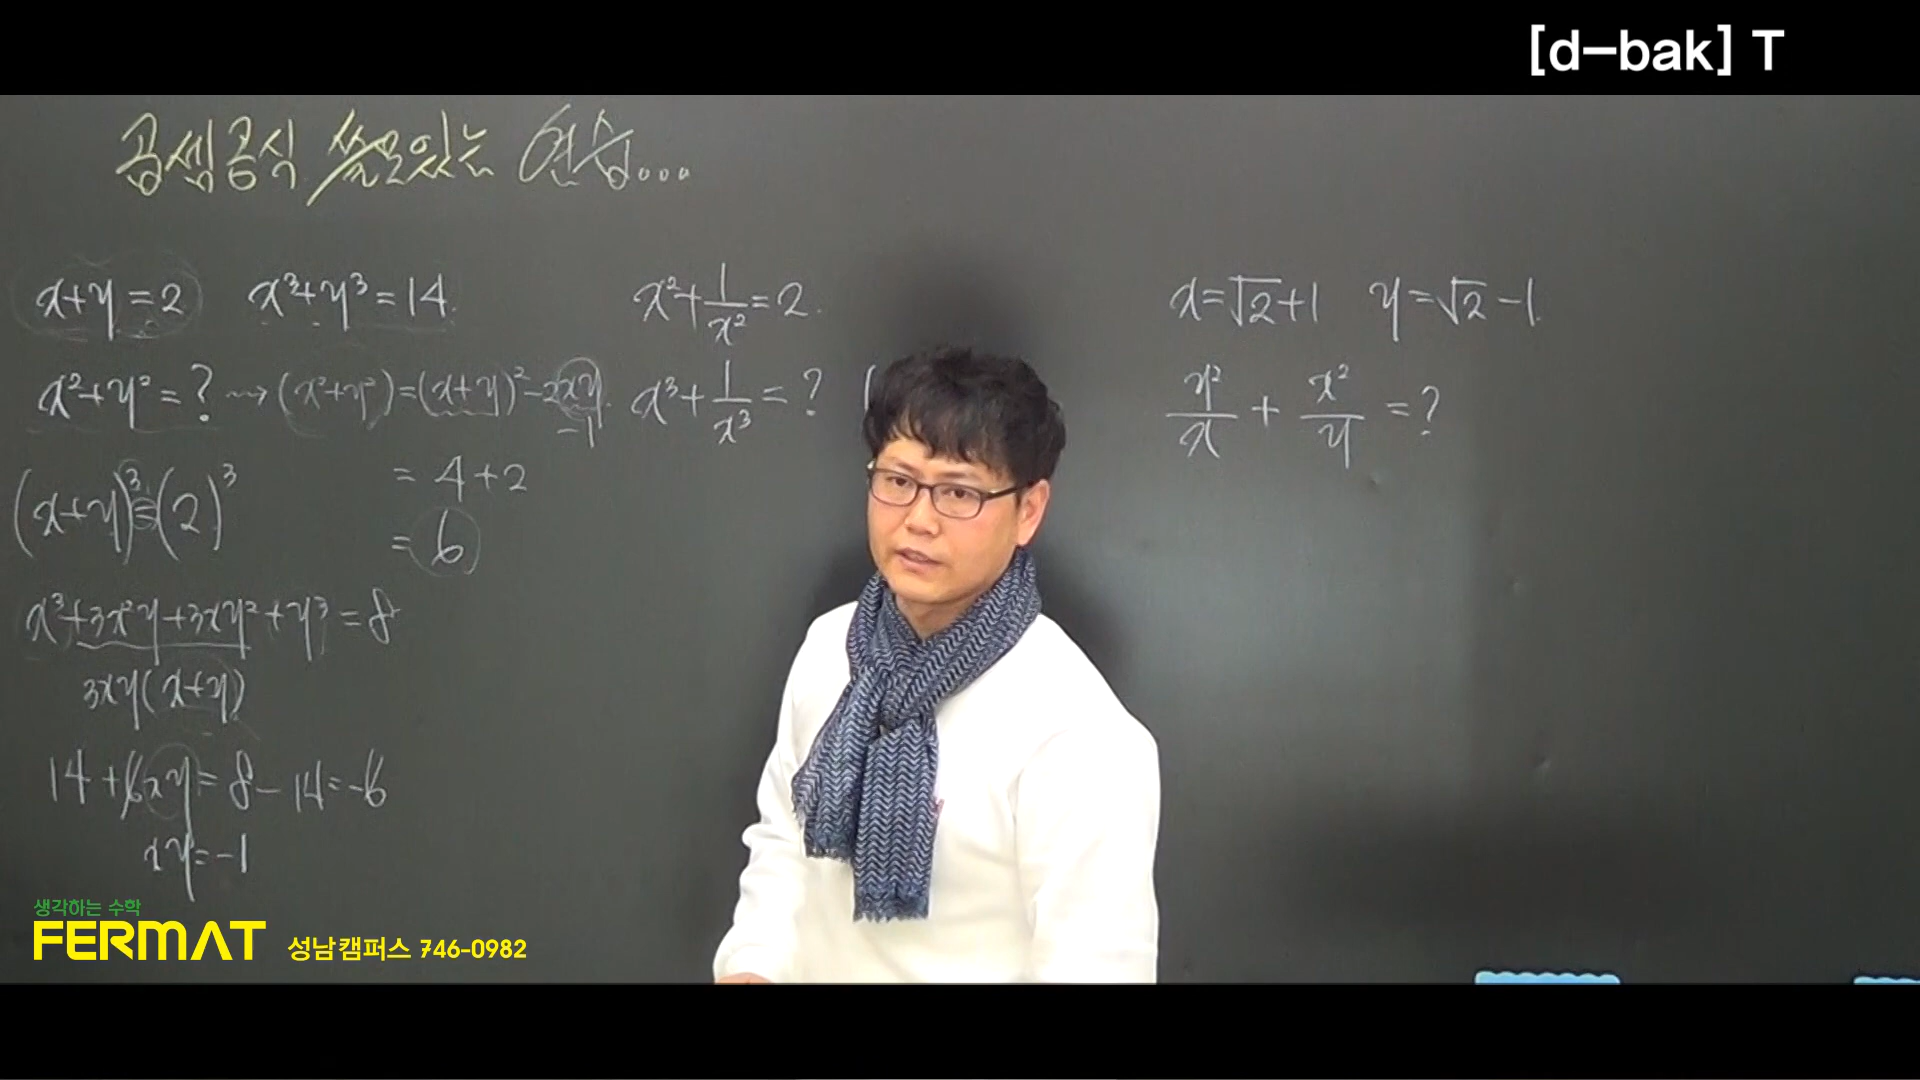 [d-bak] T
곱셈공식 쓸모있는 연습...
x+y=2 x³+y³=14.
x²+y²=? ⇝ (x²+y²)=(x+y)²-2xy.
-1
= 4+2
= 6
(x+y)³=(2)³
x³+3x²y+3xy²+y³=8
3xy(x+y)
14+6xy=8-14=-6
xy=-1
x²+1/x²=2.
x³+1/x³=? (
x=√2+1 y=√2-1.
y²/x + x²/y =?
생각하는 수학
FERMAT 성남캠퍼스 746-0982